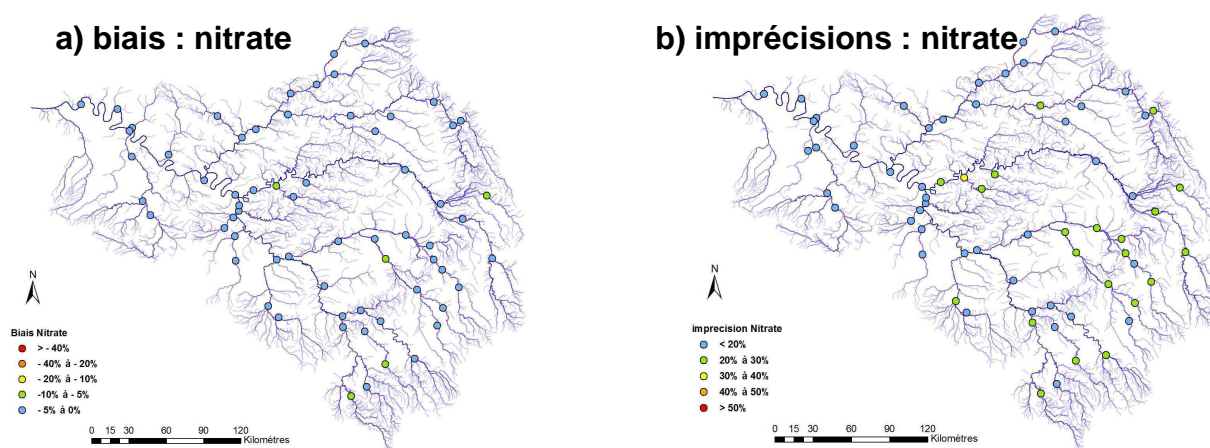 a) biais : nitrate
N
Biais Nitrate
> - 40%
- 40% à - 20%
- 20% à - 10%
-10% à - 5%
- 5% à 0%
0 15 30 60 90 120
Kilomètres
b) imprécisions : nitrate
N
imprecision Nitrate
< 20%
20% à 30%
30% à 40%
40% à 50%
> 50%
0 15 30 60 90 120
Kilomètres